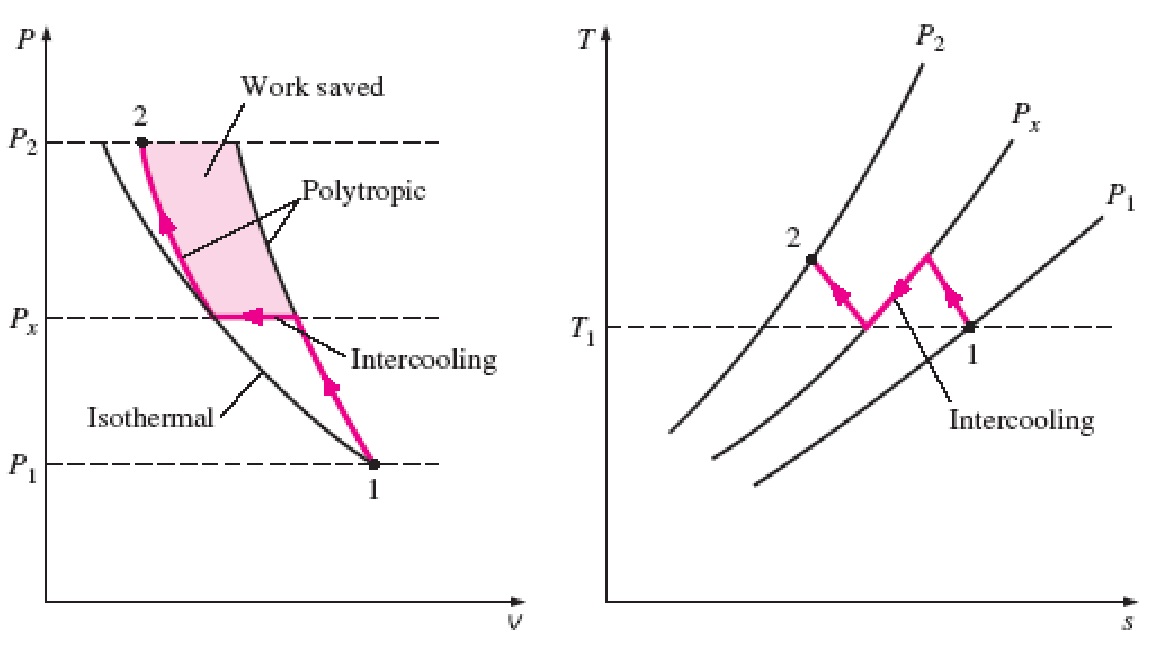 P
Work saved
2
P2
Polytropic
Px
Intercooling
Isothermal
P1
1
v
T
P2
Px
P1
2
T1
1
Intercooling
s